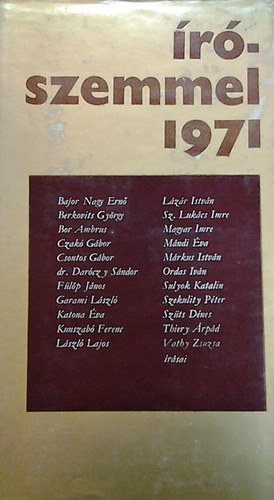 író-
szemmel
1971
Bajor Nagy Ernő
Berkovits György
Bor Ambrus
Czakó Gábor
Csontos Gábor
dr. Daróczy Sándor
Fülöp János
Garami László
Katona Éva
Kunszabó Ferenc
László Lajos
Lázár István
Sz. Lukács Imre
Magyar Imre
Mándi Éva
Márkus István
Ordas Iván
Sulyok Katalin
Szekulity Péter
Szüts Dénes
Thiery Árpád
Vathy Zsuzsa
írásai